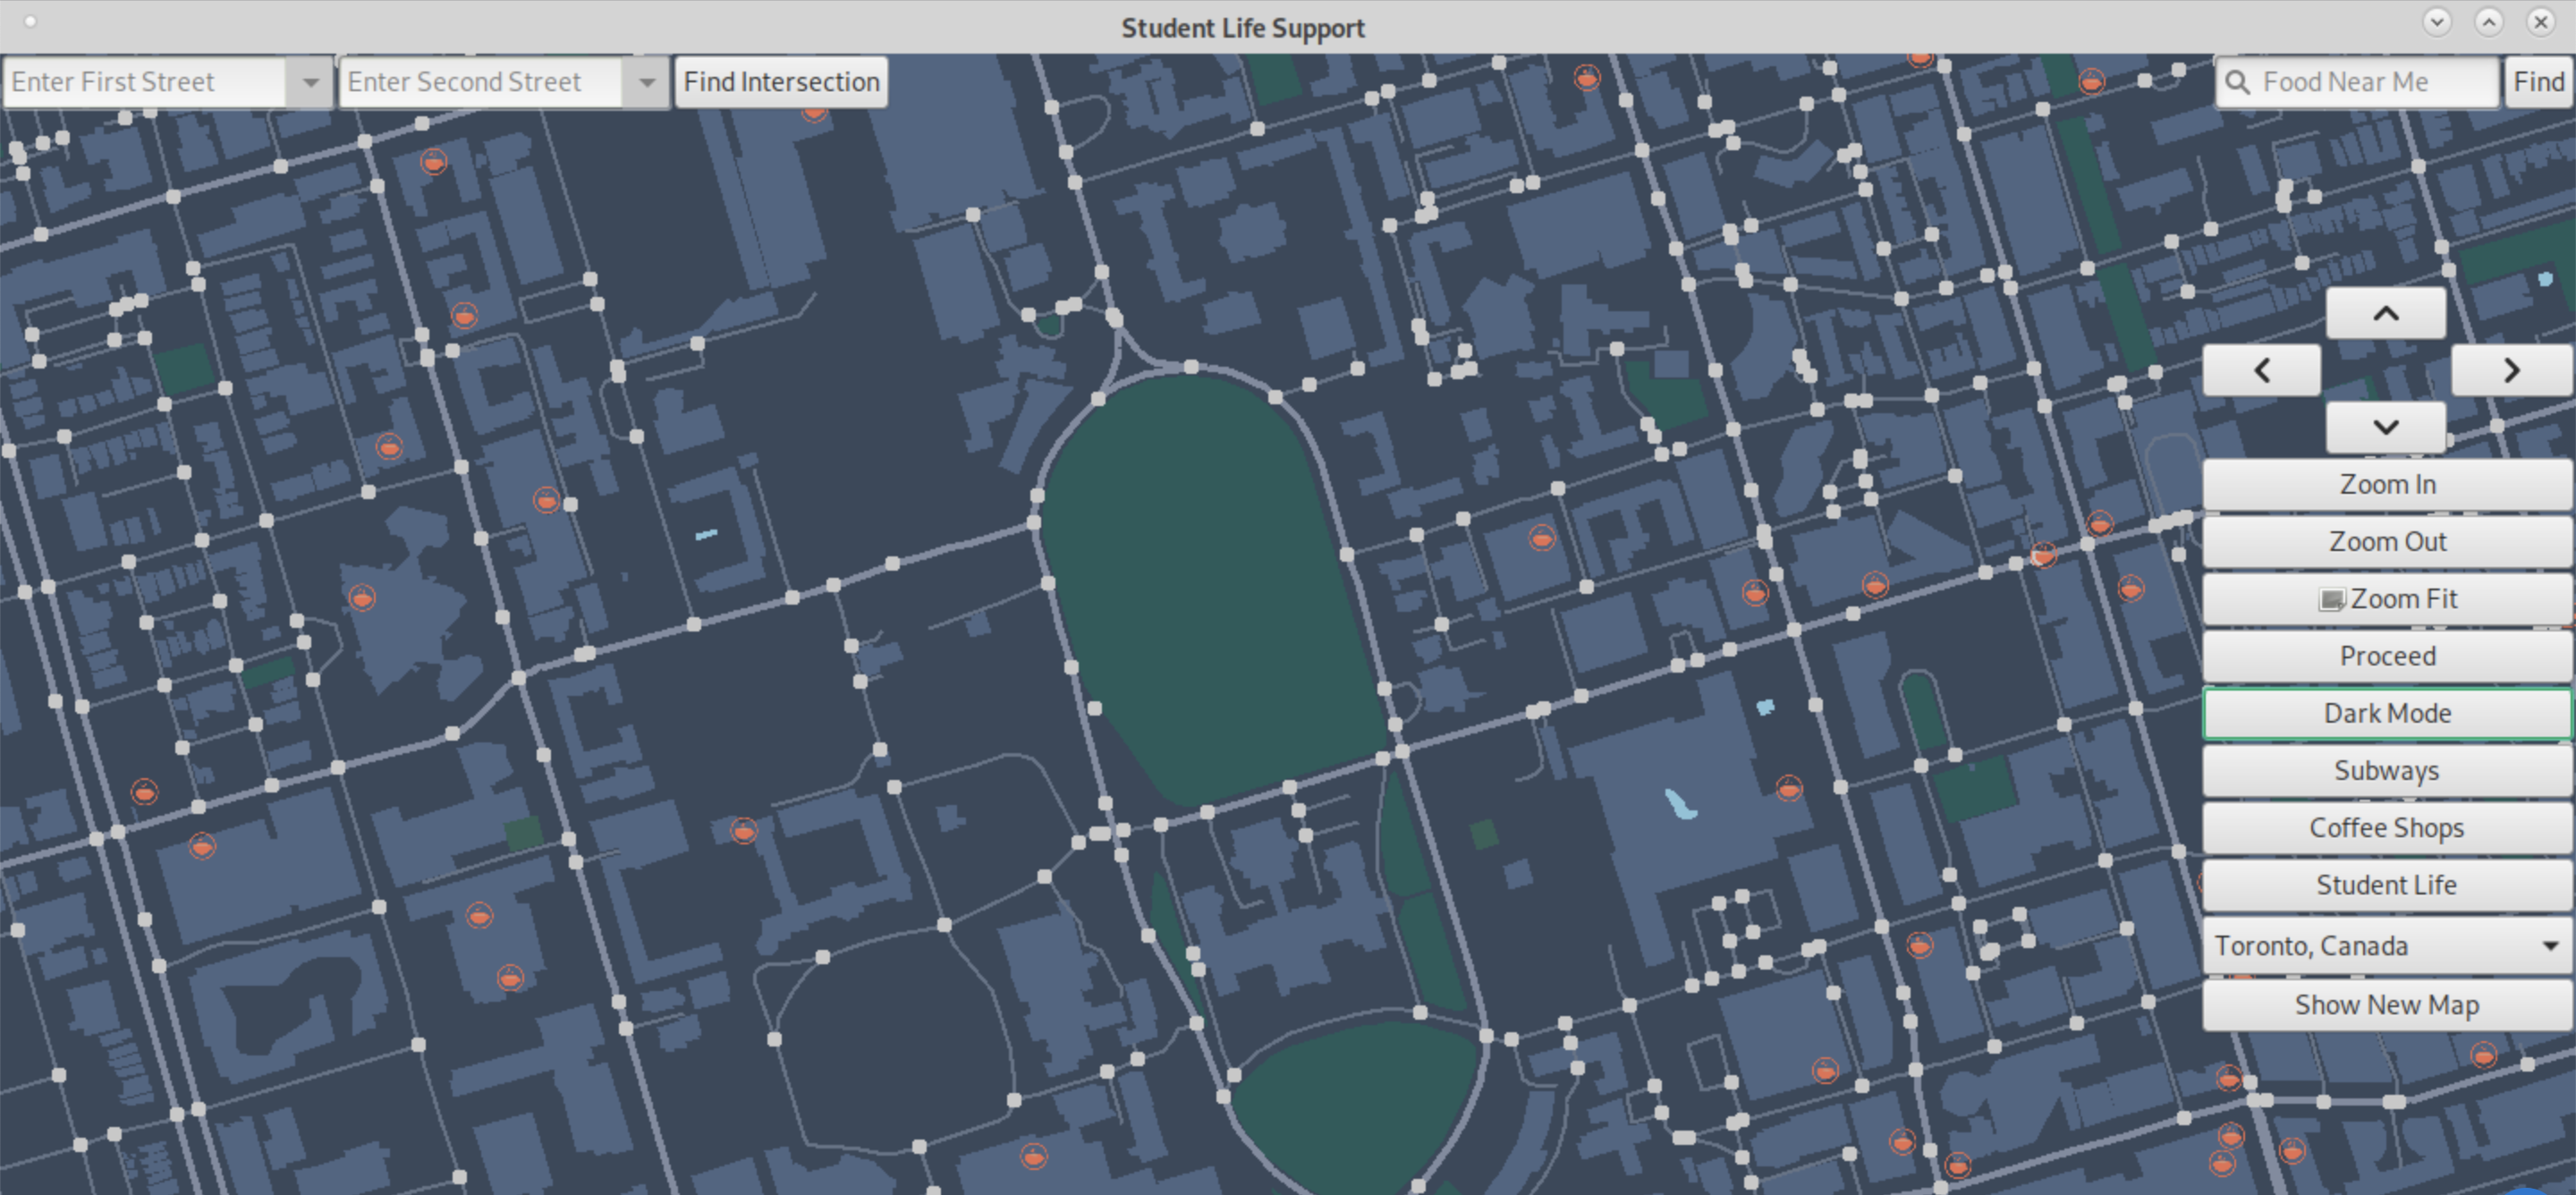 Student Life Support
Enter First Street
Enter Second Street
Find Intersection
Food Near Me
Find
Zoom In
Zoom Out
Zoom Fit
Proceed
Dark Mode
Subways
Coffee Shops
Student Life
Toronto, Canada
Show New Map